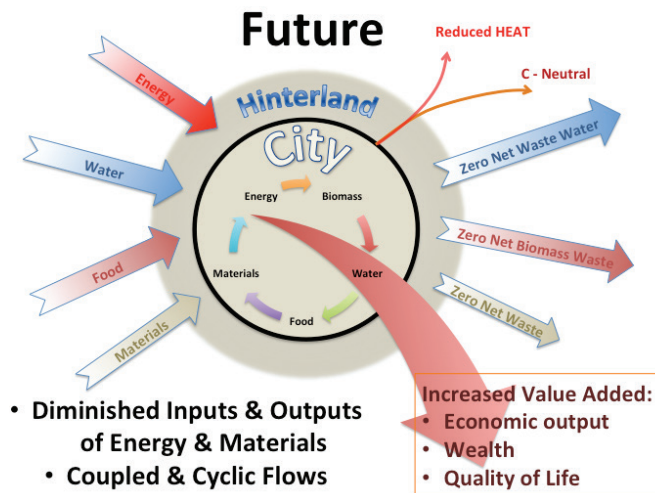 Future
Reduced HEAT
C - Neutral
Hinterland
City
Energy
Water
Food
Materials
Energy
Biomass
Water
Food
Materials
Zero Net Waste Water
Zero Net Biomass Waste
Zero Net Waste
• Diminished Inputs & Outputs
of Energy & Materials
• Coupled & Cyclic Flows
Increased Value Added:
• Economic output
• Wealth
• Quality of Life